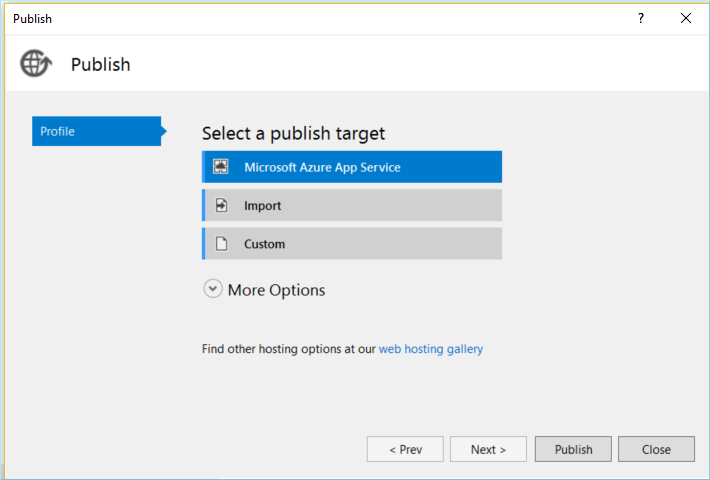 Publish
?
Publish
Profile
Select a publish target
Microsoft Azure App Service
Import
Custom
More Options
Find other hosting options at our web hosting gallery
< Prev Next > Publish Close